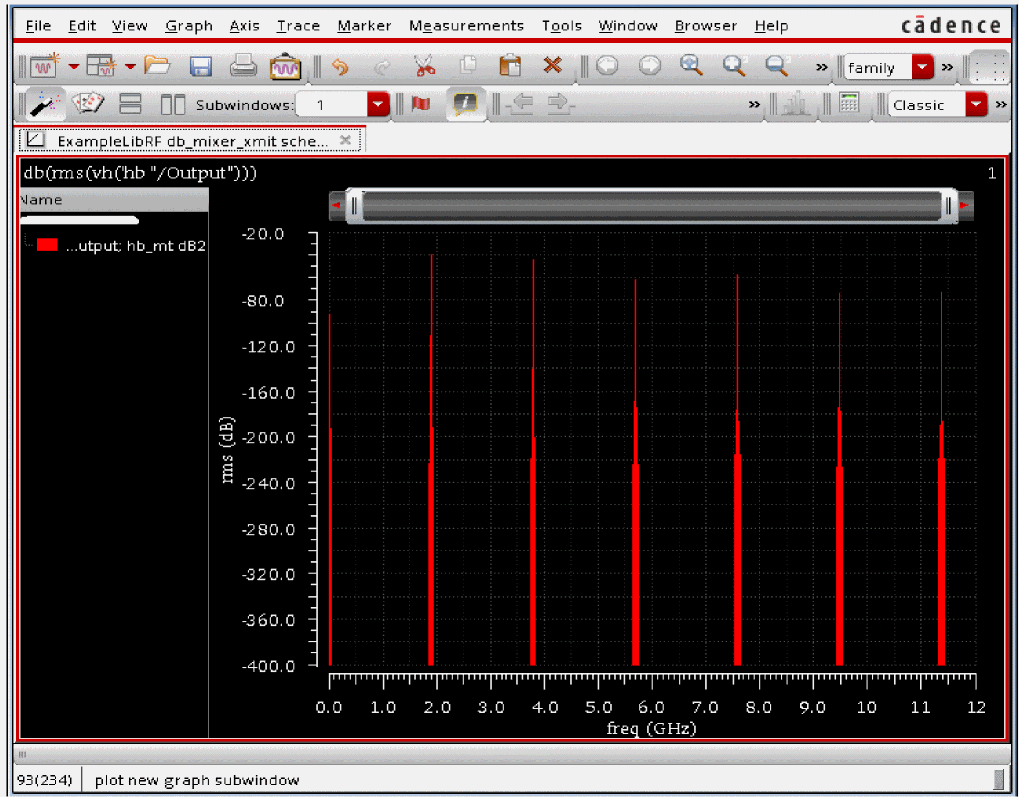 File Edit View Graph Axis Trace Marker Measurements Tools Window Browser Help cādence
» family »
Subwindows: 1 » Classic »
ExampleLibRF db_mixer_xmit sche...
db(rms(vh('hb "/Output"))) 1
Name
...utput; hb_mt dB2
-20.0
-80.0
-120.0
-160.0
-200.0
-240.0
-280.0
-320.0
-360.0
-400.0
rms (dB)
0.0 1.0 2.0 3.0 4.0 5.0 6.0 7.0 8.0 9.0 10 11 12
freq (GHz)
93(234) plot new graph subwindow